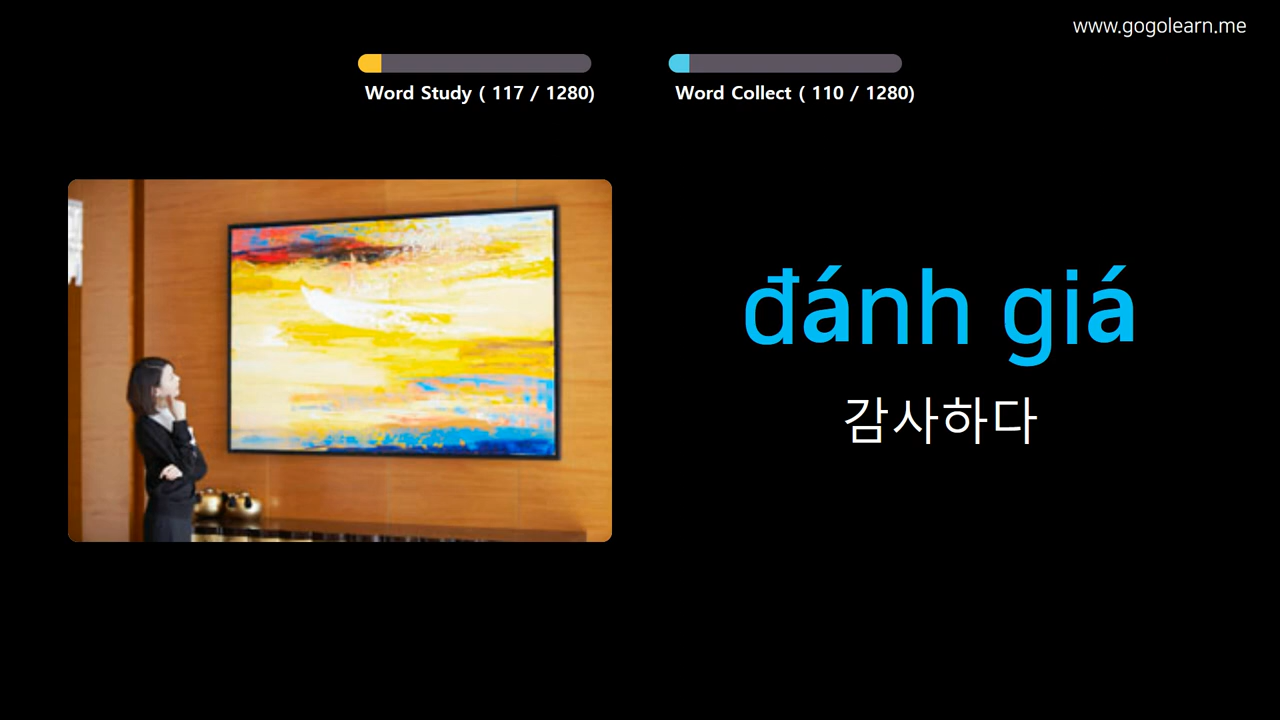 www.gogolearn.me
Word Study ( 117 / 1280)
Word Collect ( 110 / 1280)
đánh giá
감사하다